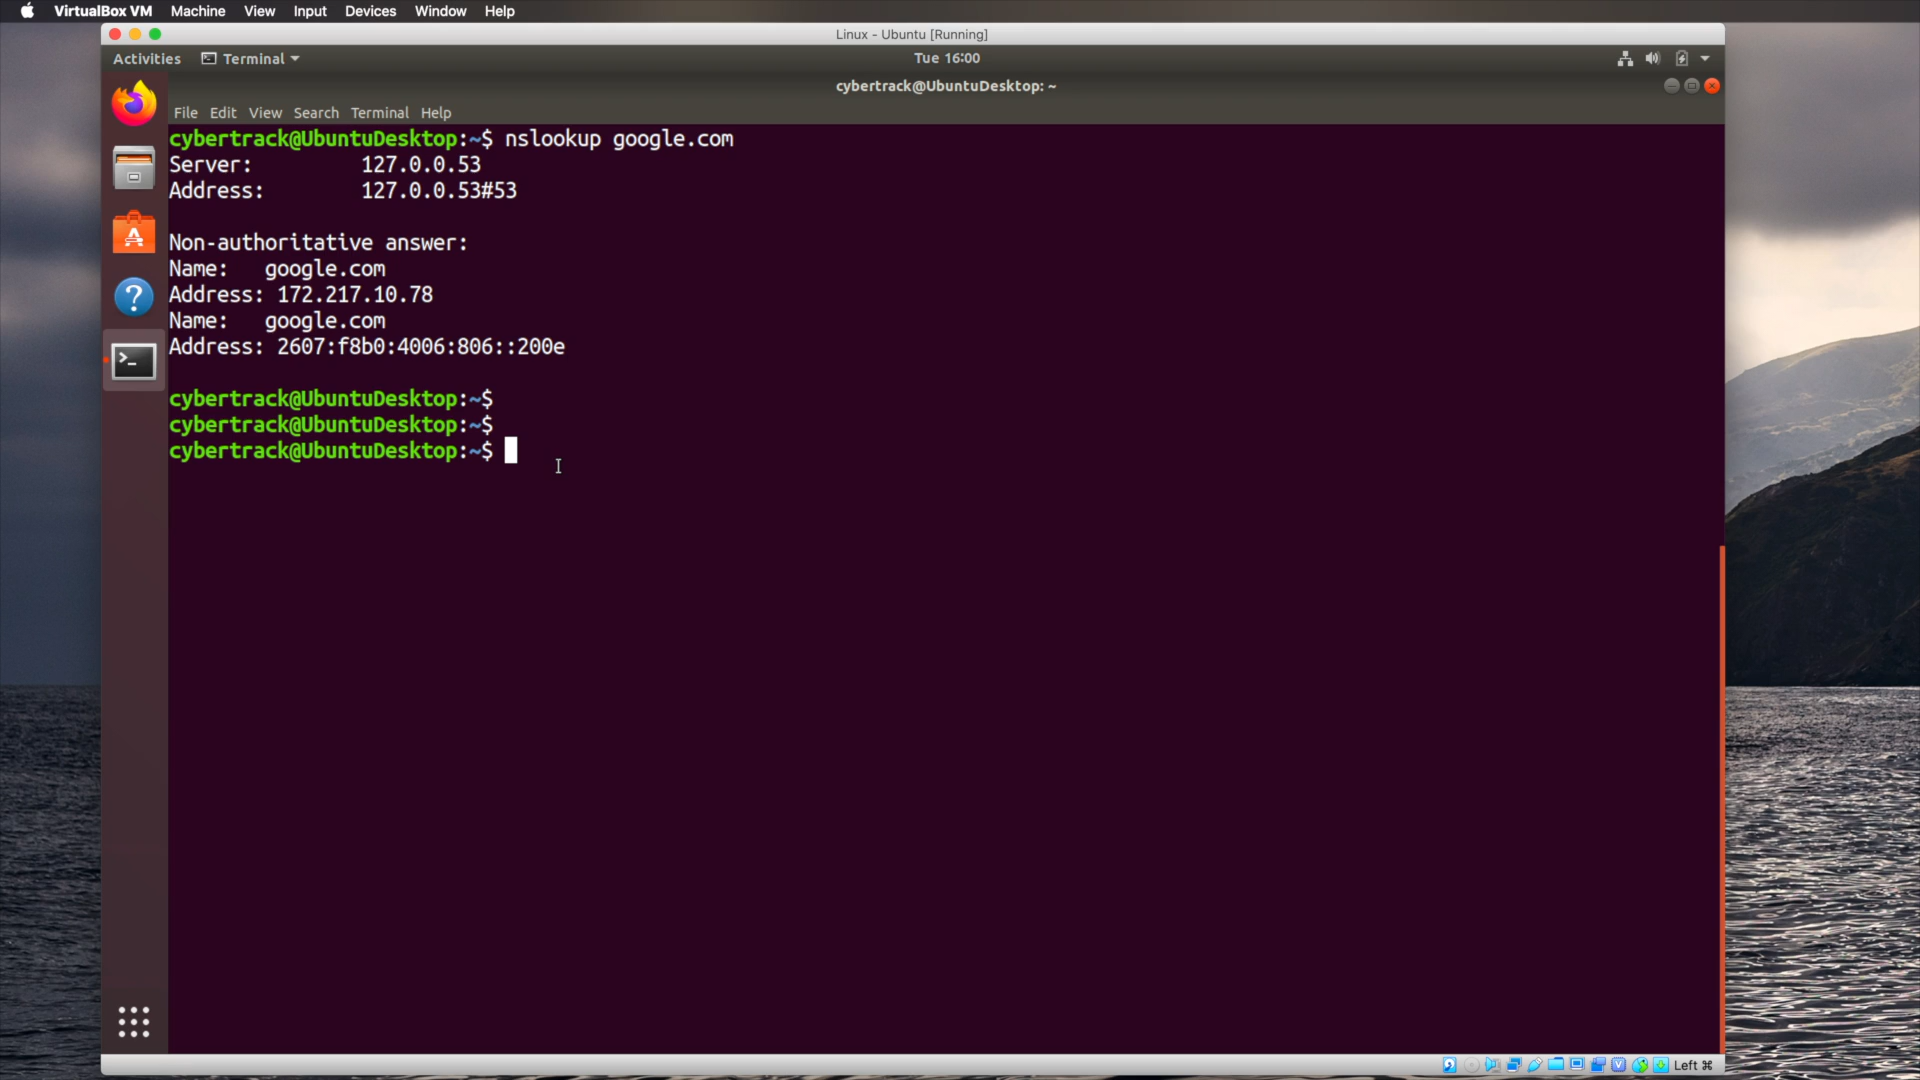 VirtualBox VM Machine View Input Devices Window Help
Linux - Ubuntu [Running]
Activities Terminal Tue 16:00
cybertrack@UbuntuDesktop: ~
File Edit View Search Terminal Help
cybertrack@UbuntuDesktop:~$ nslookup google.com
Server: 127.0.0.53
Address: 127.0.0.53#53
Non-authoritative answer:
Name: google.com
Address: 172.217.10.78
Name: google.com
Address: 2607:f8b0:4006:806::200e
cybertrack@UbuntuDesktop:~$
cybertrack@UbuntuDesktop:~$
cybertrack@UbuntuDesktop:~$
Left ⌘